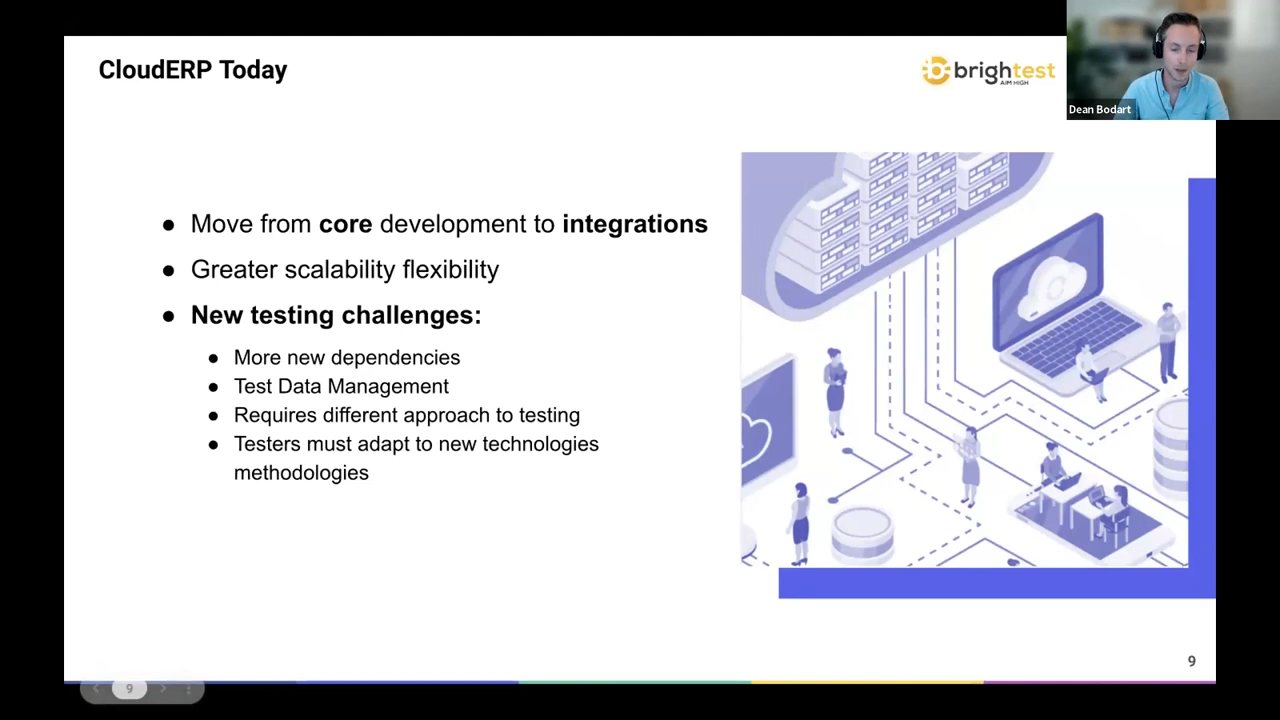 CloudERP Today
brightest
AIM HIGH
Dean Bodart
● Move from core development to integrations
● Greater scalability flexibility
● New testing challenges:
● More new dependencies
● Test Data Management
● Requires different approach to testing
● Testers must adapt to new technologies
methodologies
9
9